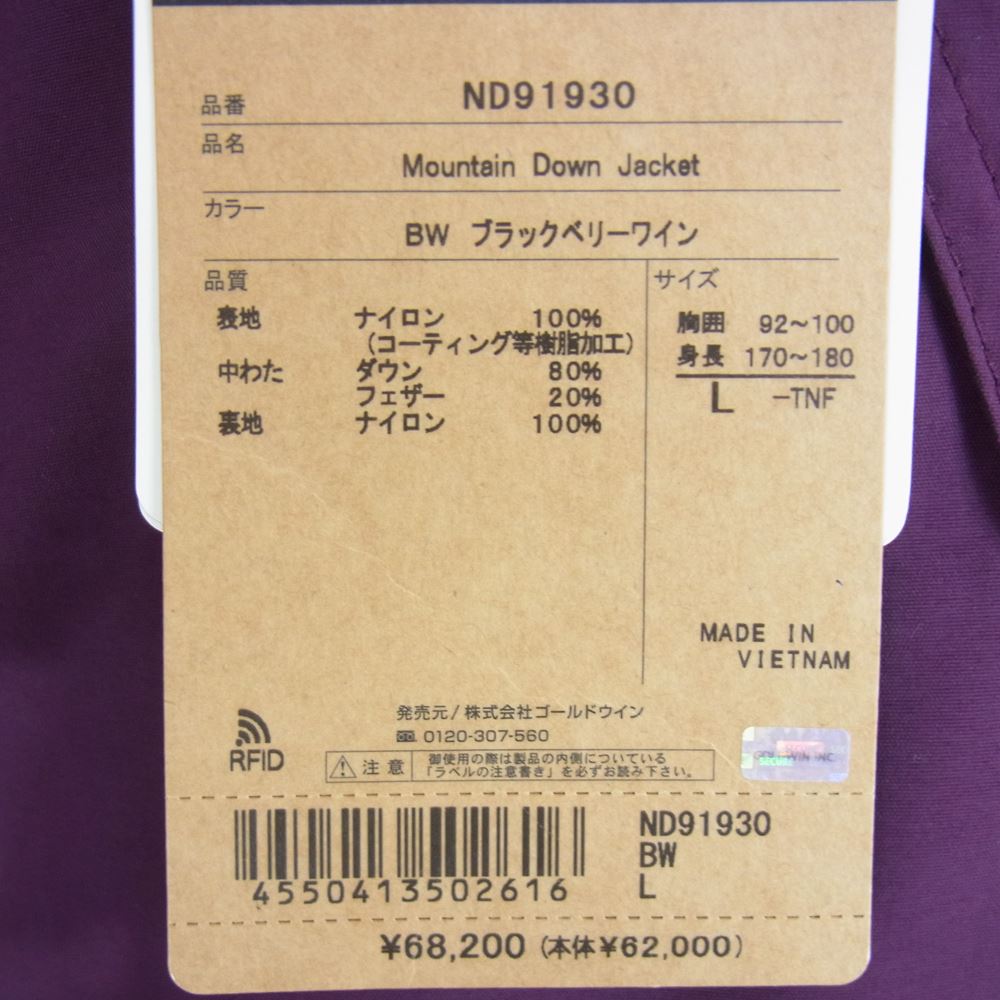 品番 ND91930
品名
Mountain Down Jacket
カラー
BW ブラックベリーワイン
品質
表地 ナイロン 100%
(コーティング等樹脂加工)
中わた ダウン 80%
フェザー 20%
裏地 ナイロン 100%
サイズ
胸囲 92~100
身長 170~180
L -TNF
MADE IN
VIETNAM
発売元/株式会社ゴールドウイン
0120-307-560
RFID
注意
御使用の際は製品の内側についている
「ラベルの注意書き」を必ずお読み下さい。
SECURE
4550413502616
ND91930
BW
L
¥68,200 (本体¥62,000)